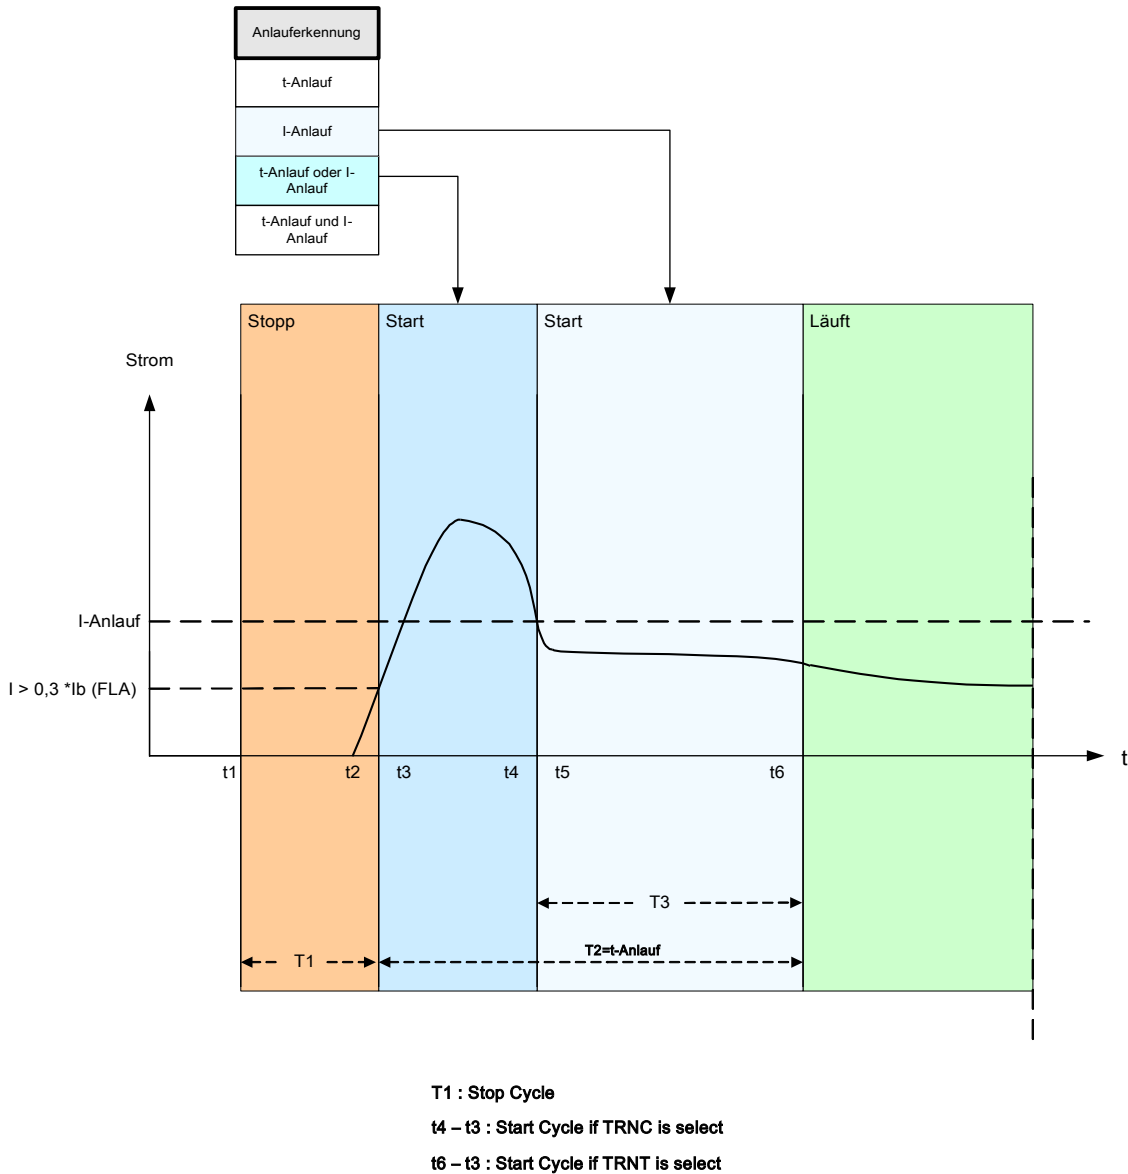 Anlauferkennung
t-Anlauf
I-Anlauf
t-Anlauf oder I-
Anlauf
t-Anlauf und I-
Anlauf
Stopp
Start
Start
Läuft
Strom
I-Anlauf
I > 0,3 *Ib (FLA)
t1
t2
t3
t4
t5
t6
t
T3
T2=t-Anlauf
T1
T1 : Stop Cycle
t4 – t3 : Start Cycle if TRNC is select
t6 – t3 : Start Cycle if TRNT is select